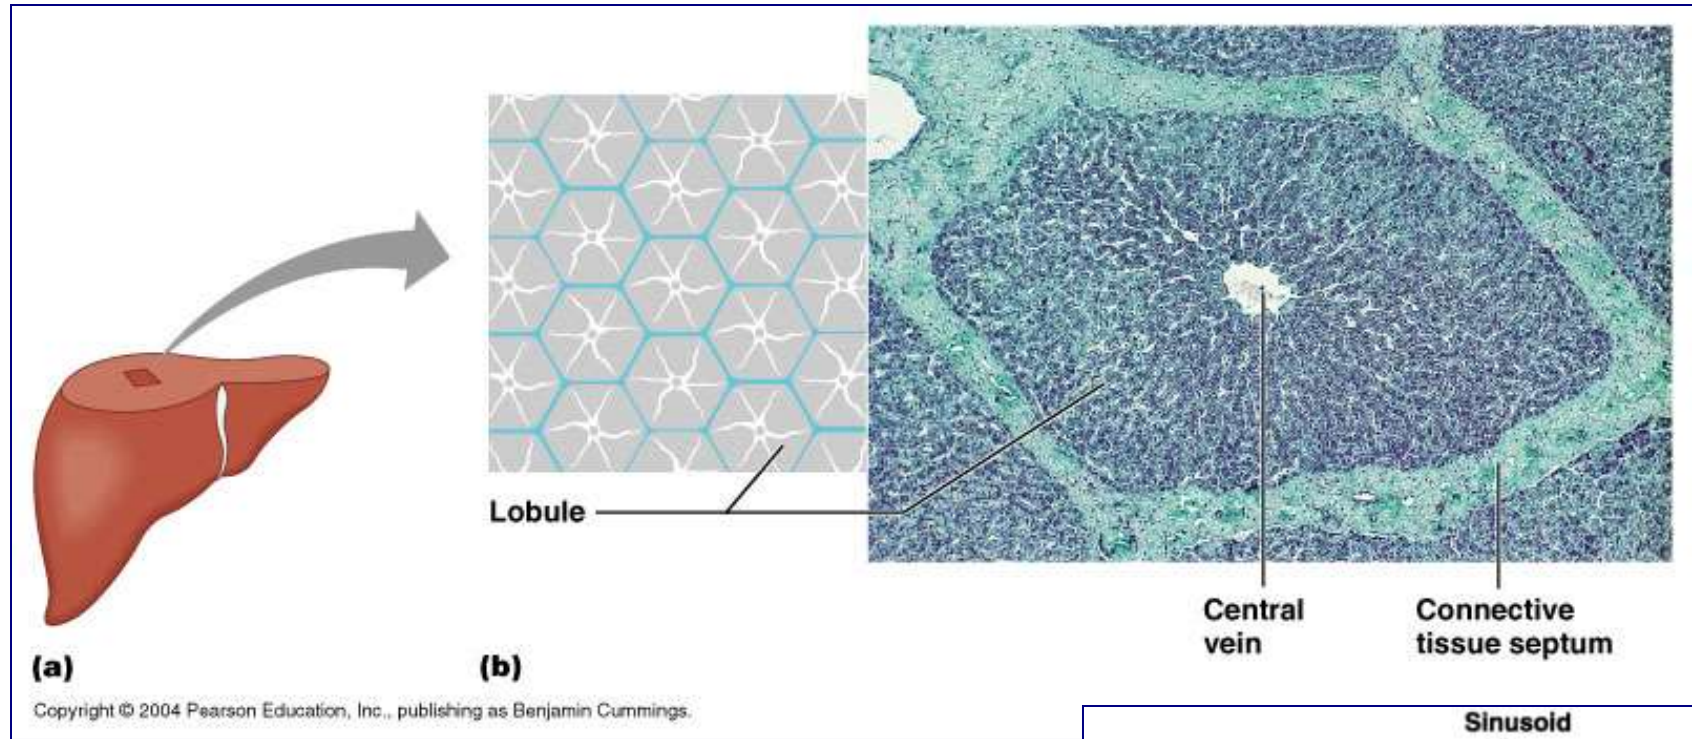 Lobule
Central
vein
Connective
tissue septum
(a)
(b)
Copyright © 2004 Pearson Education, Inc., publishing as Benjamin Cummings.
Sinusoid